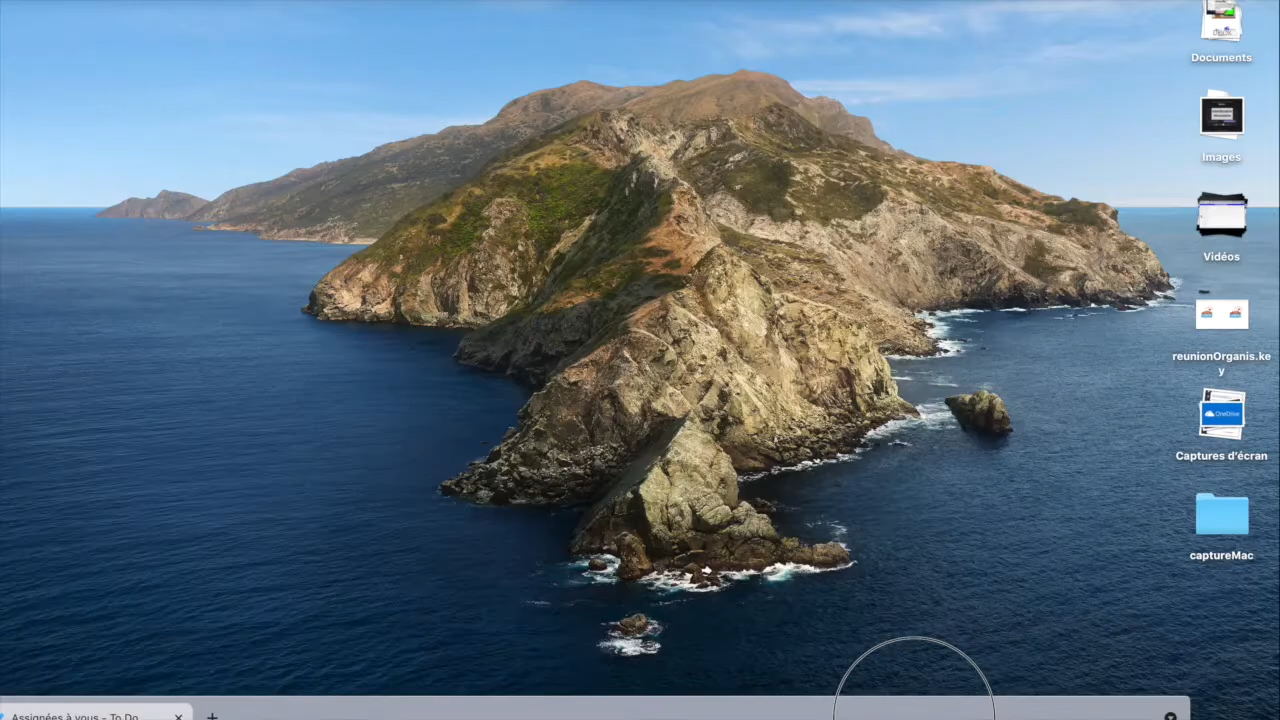 Documents
Images
Vidéos
reunionOrganis.ke
y
OneDrive
Captures d'écran
captureMac
Assignées à vous - To Do